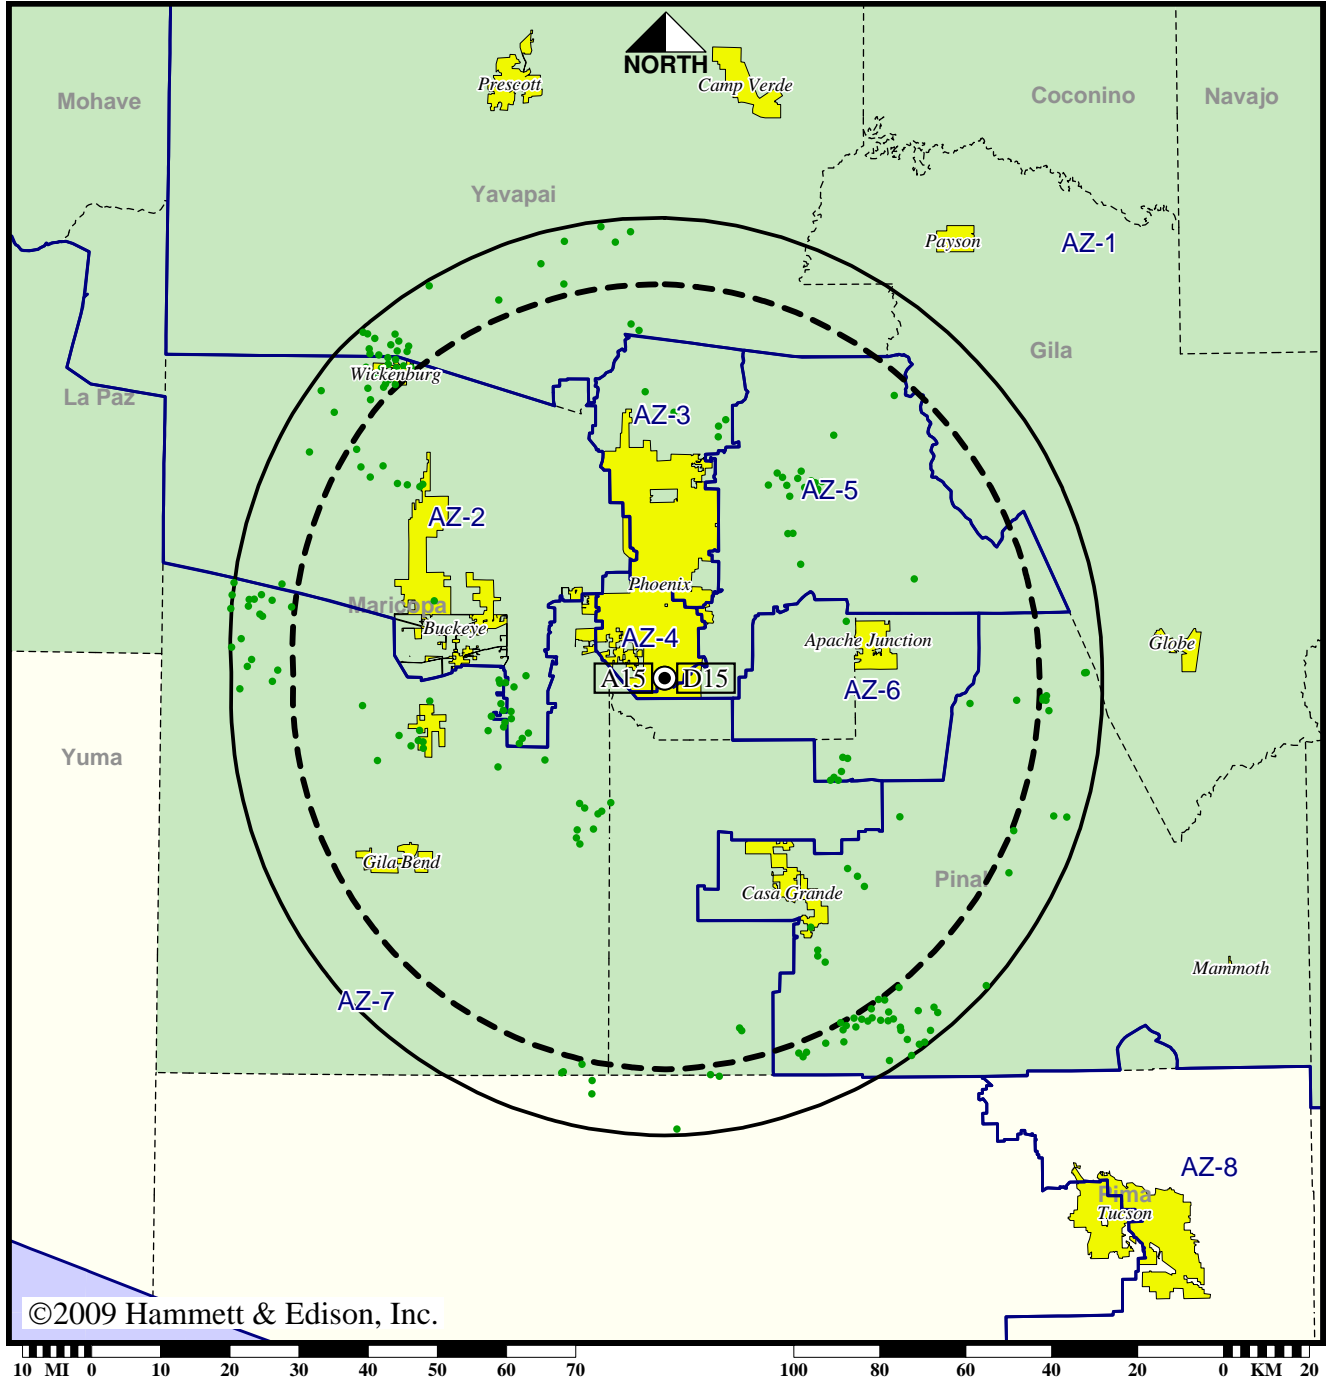 NORTH
Prescott
Camp Verde
Mohave
Coconino
Navajo
Yavapai
Payson
AZ-1
Gila
Wickenburg
La Paz
AZ-3
AZ-5
AZ-2
Phoenix
Maricopa
Buckeye
AZ-4
Apache Junction
Globe
A15
D15
AZ-6
Yuma
Gila Bend
Casa Grande
Pinal
Mammoth
AZ-7
AZ-8
Pima
Tucson
©2009 Hammett & Edison, Inc.
10 MI 0 10 20 30 40 50 60 70 100 80 60 40 20 0 KM 20